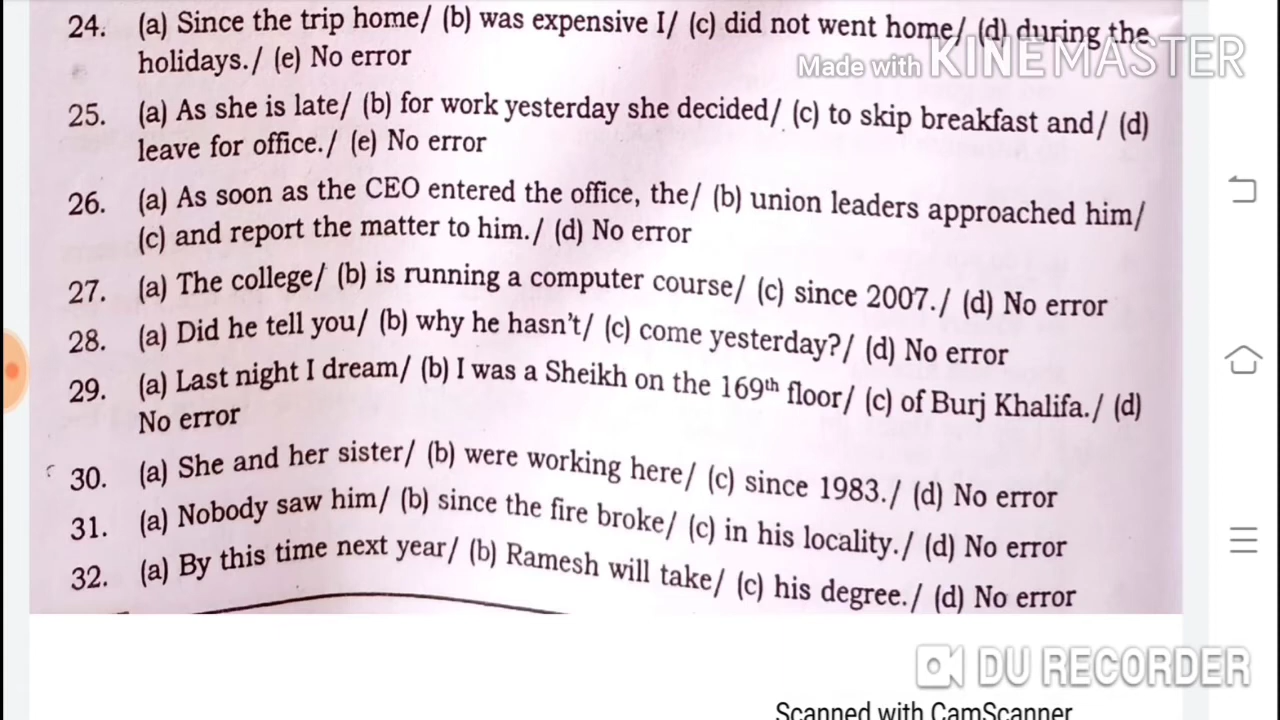 24. (a) Since the trip home/ (b) was expensive I/ (c) did not went home/ (d) during the
holidays./ (e) No error
Made with KINEMASTER
25. (a) As she is late/ (b) for work yesterday she decided/ (c) to skip breakfast and/ (d)
leave for office./ (e) No error
26. (a) As soon as the CEO entered the office, the/ (b) union leaders approached him/
(c) and report the matter to him./ (d) No error
27. (a) The college/ (b) is running a computer course/ (c) since 2007./ (d) No error
28. (a) Did he tell you/ (b) why he hasn't/ (c) come yesterday?/ (d) No error
29. (a) Last night I dream/ (b) I was a Sheikh on the 169th floor/ (c) of Burj Khalifa./ (d)
No error
30. (a) She and her sister/ (b) were working here/ (c) since 1983./ (d) No error
31. (a) Nobody saw him/ (b) since the fire broke/ (c) in his locality./ (d) No error
32. (a) By this time next year/ (b) Ramesh will take/ (c) his degree./ (d) No error
DU RECORDER
Scanned with CamScanner